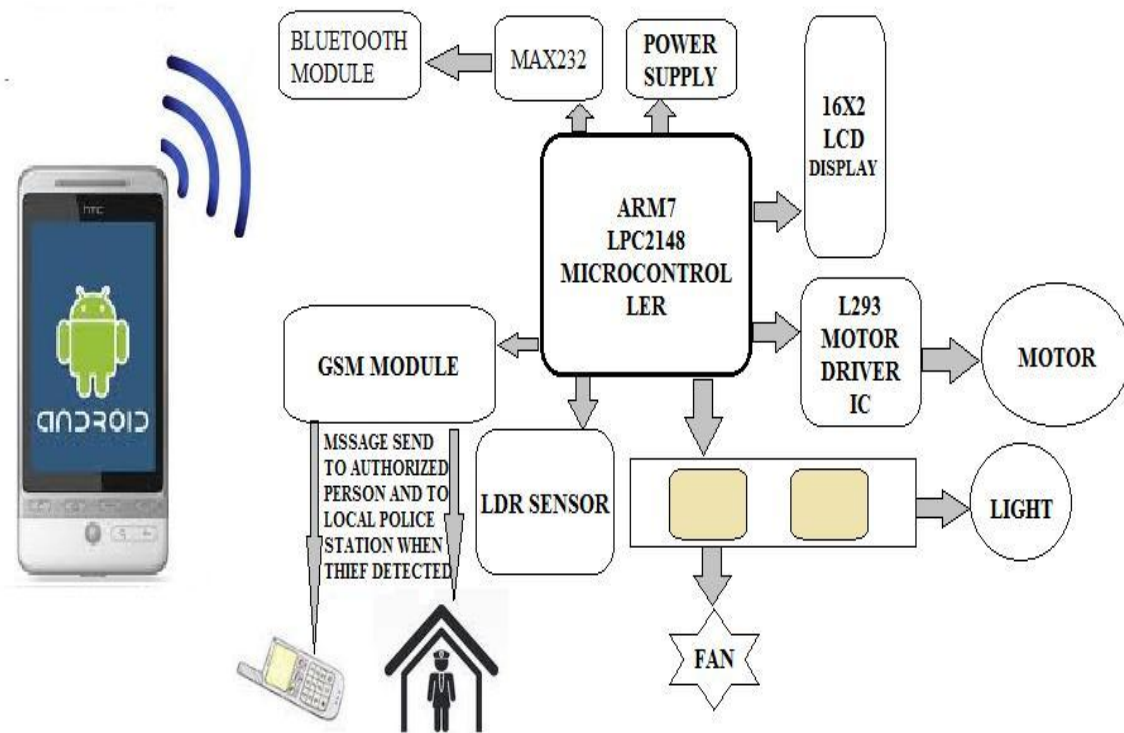 BLUETOOTH
MODULE
MAX232
POWER
SUPPLY
16X2
LCD
DISPLAY
htc
ARM7
LPC2148
MICROCONTROL
LER
L293
MOTOR
DRIVER
IC
MOTOR
GSM MODULE
ANDROID
MSSAGE SEND
TO AUTHORIZED
PERSON AND TO
LOCAL POLICE
STATION WHEN
THIEF DETECTED
LDR SENSOR
LIGHT
FAN